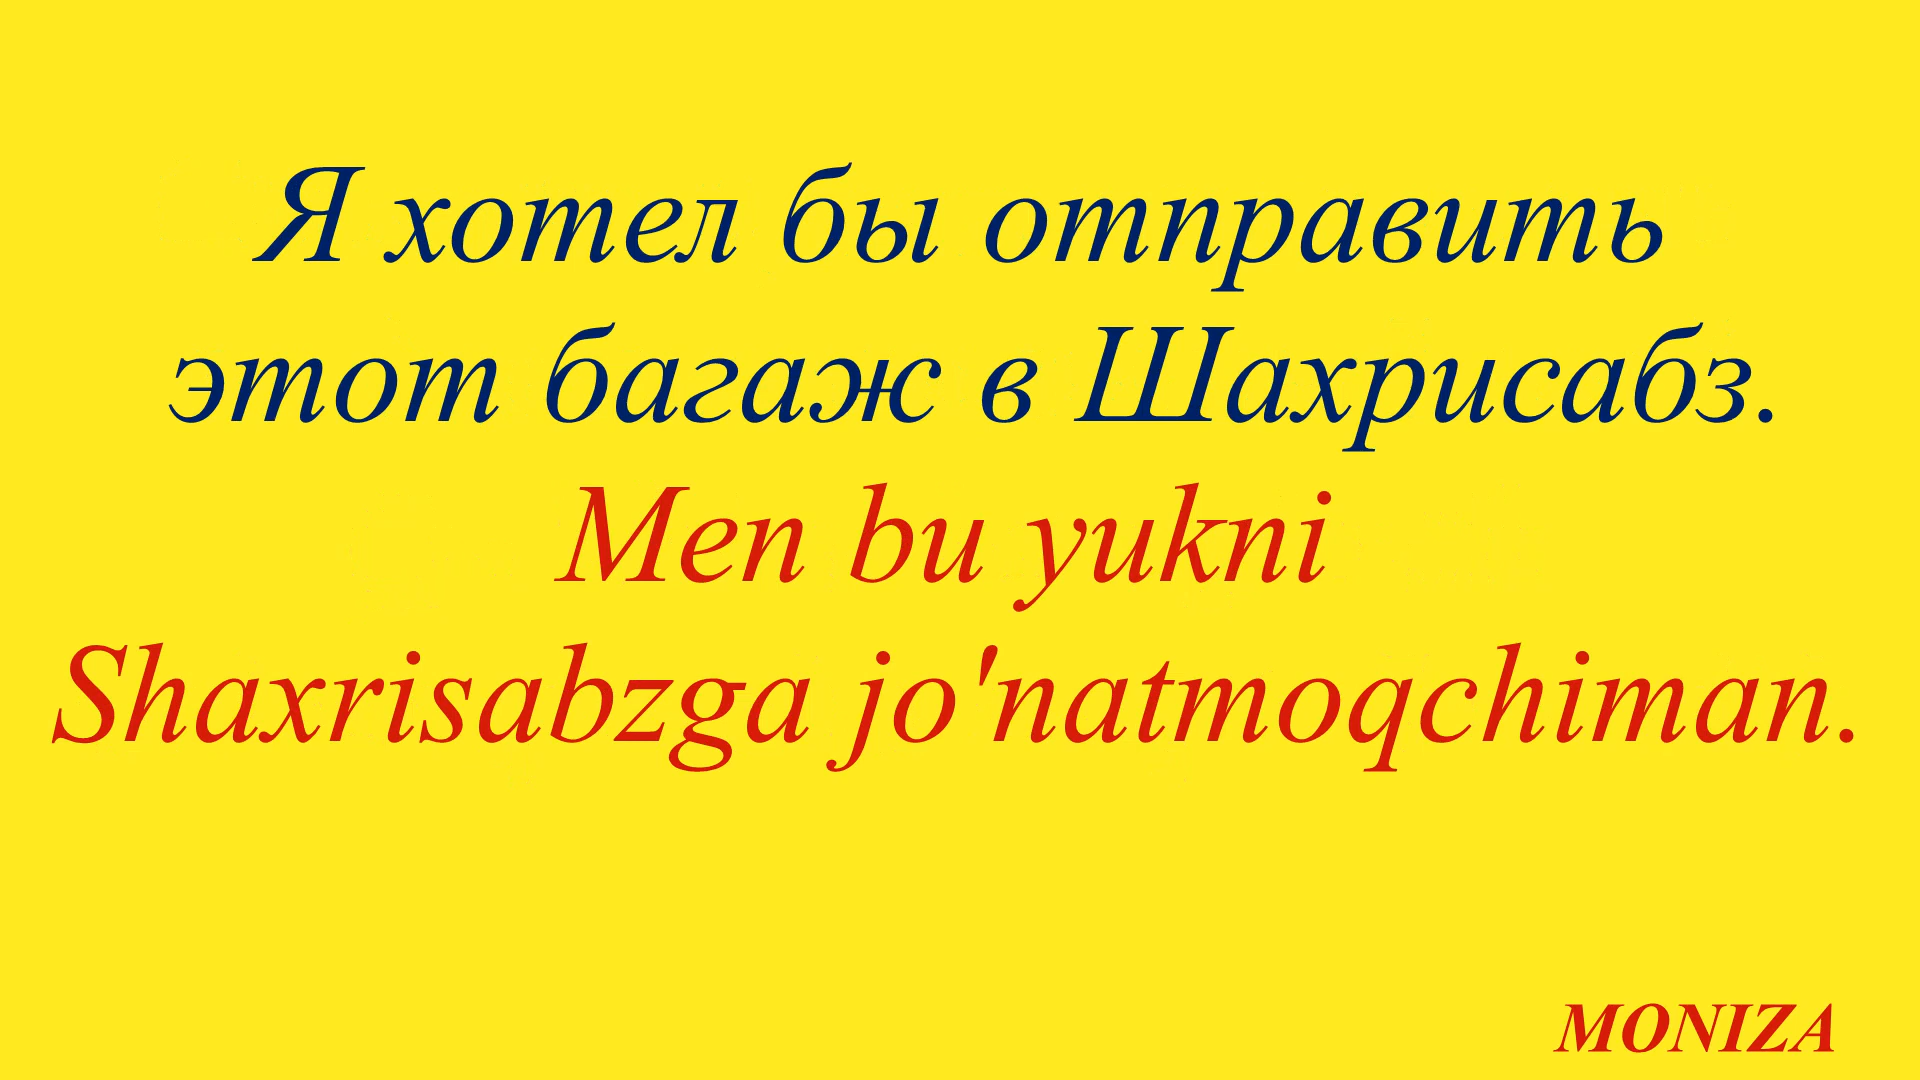 Я хотел бы отправить
этот багаж в Шахрисабз.
Men bu yukni
Shaxrisabzga jo'natmoqchiman.
MONIZA